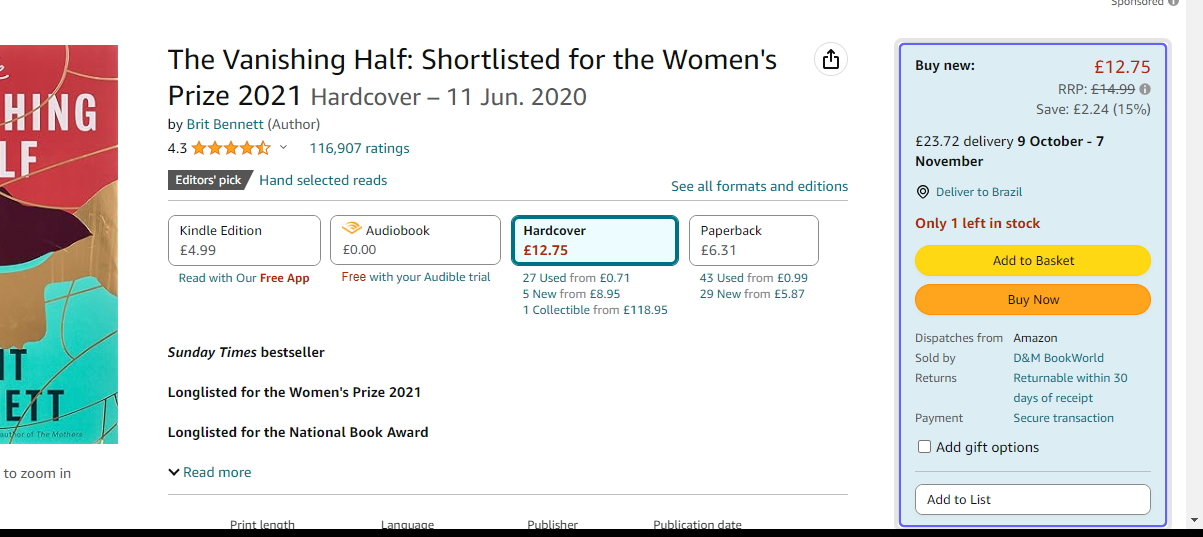 Sponsored
HING
LF
IT
ETT
author of The Mothers
to zoom in
The Vanishing Half: Shortlisted for the Women's
Prize 2021 Hardcover – 11 Jun. 2020
by Brit Bennett (Author)
4.3 116,907 ratings
Editors' pick Hand selected reads
See all formats and editions
Kindle Edition
£4.99
Read with Our Free App
Audiobook
£0.00
Free with your Audible trial
Hardcover
£12.75
27 Used from £0.71
5 New from £8.95
1 Collectible from £118.95
Paperback
£6.31
43 Used from £0.99
29 New from £5.87
Sunday Times bestseller
Longlisted for the Women's Prize 2021
Longlisted for the National Book Award
Read more
Print length Language Publisher Publication date
Buy new: £12.75
RRP: £14.99
Save: £2.24 (15%)
£23.72 delivery 9 October - 7
November
Deliver to Brazil
Only 1 left in stock
Add to Basket
Buy Now
Dispatches from Amazon
Sold by D&M BookWorld
Returns Returnable within 30
days of receipt
Payment Secure transaction
Add gift options
Add to List